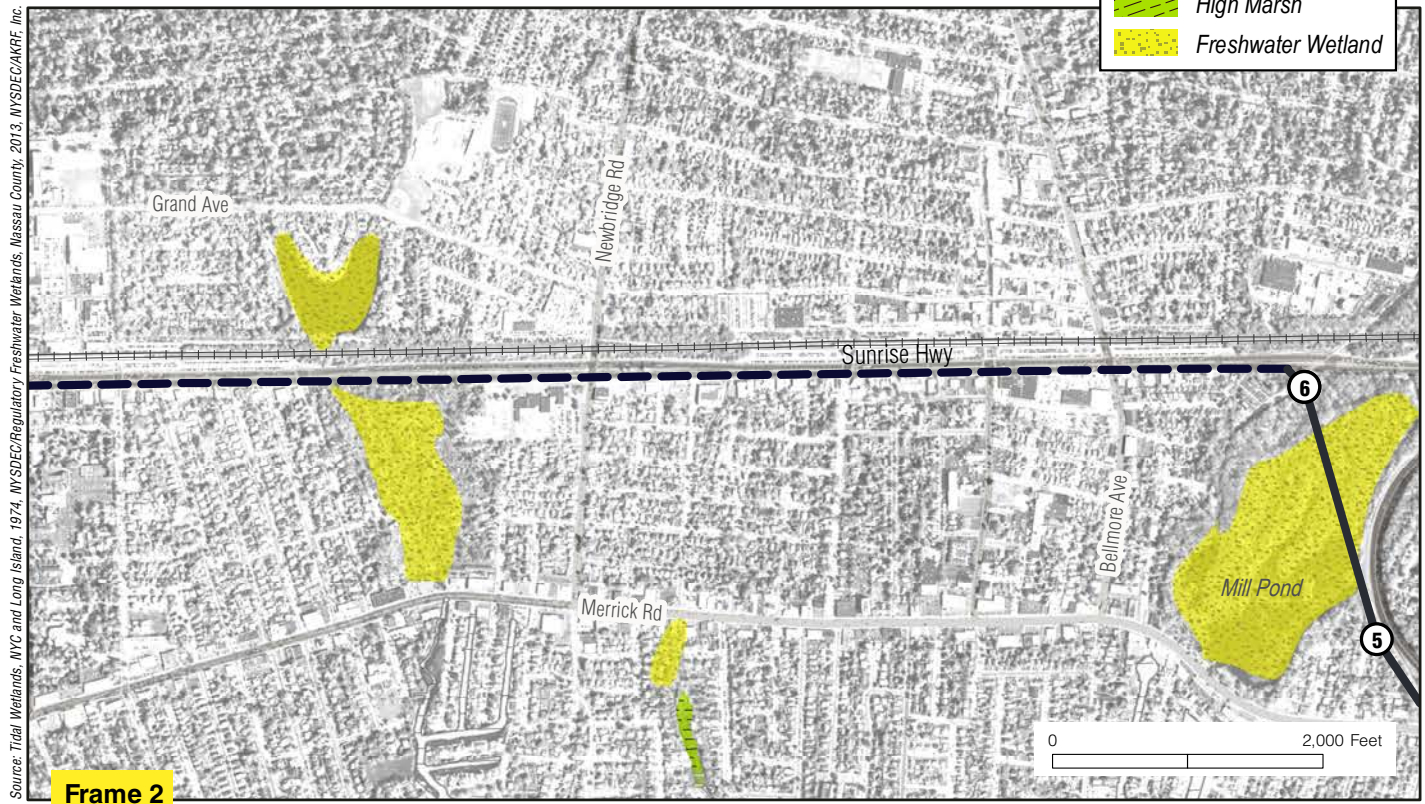 High Marsh
Freshwater Wetland
Source: Tidal Wetlands, NYC and Long Island, 1974, NYSDEC/Regulatory Freshwater Wetlands, Nassau County, 2013, NYSDEC/AKRF, Inc.
Grand Ave
Newbridge Rd
Sunrise Hwy
6
Bellmore Ave
Mill Pond
Merrick Rd
5
0 2,000 Feet
Frame 2